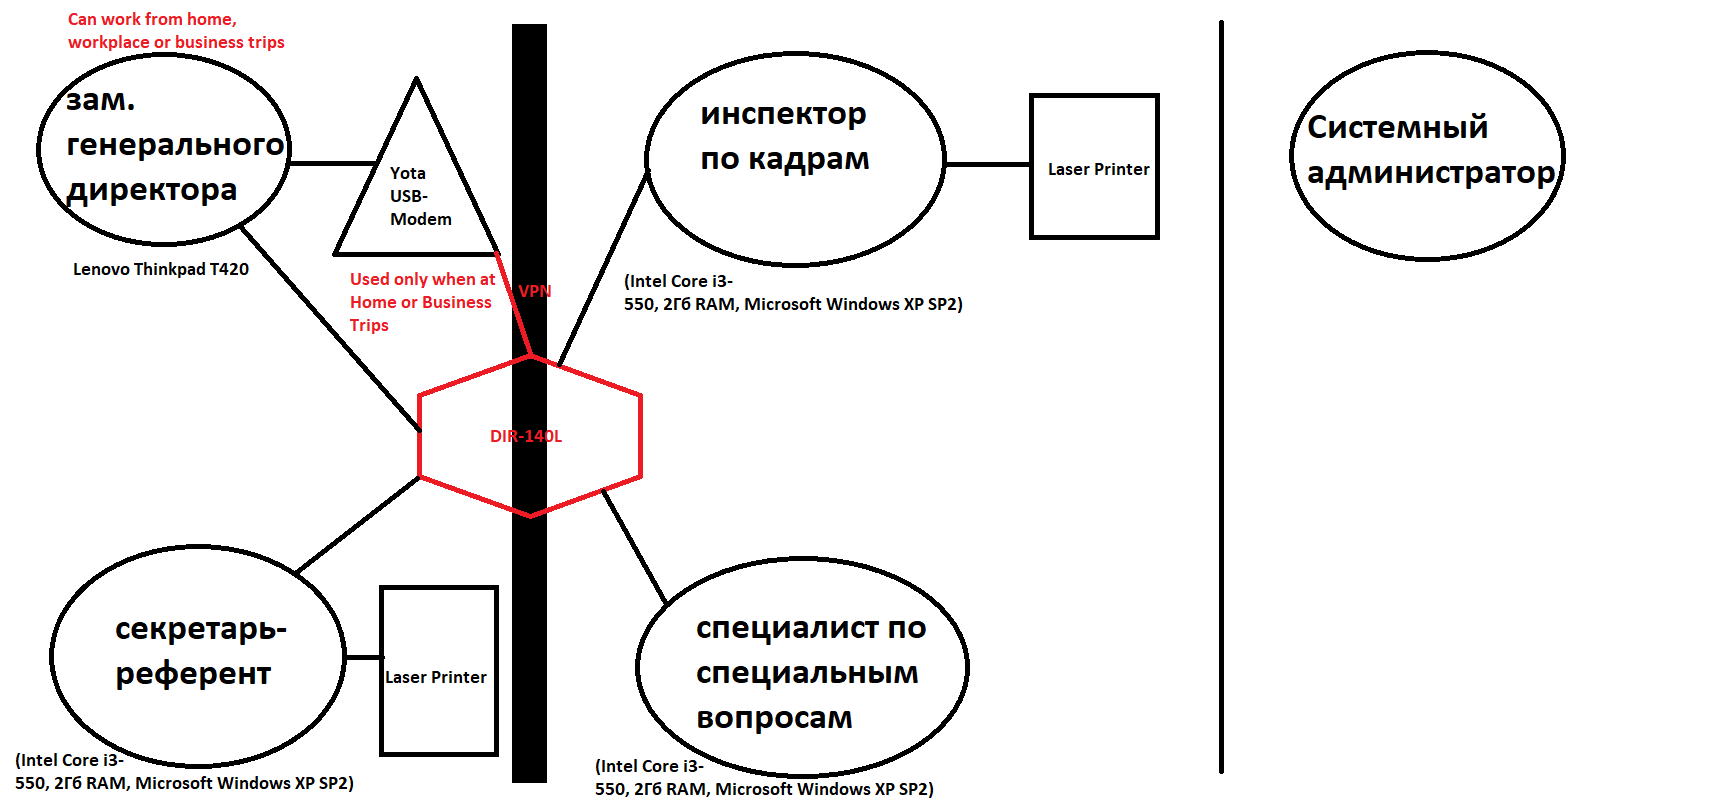 Can work from home,
workplace or business trips
зам.
генерального
директора
Lenovo Thinkpad T420
Yota
USB-
Modem
Used only when at
Home or Business
Trips
VPN
DIR-140L
инспектор
по кадрам
Laser Printer
(Intel Core i3-
550, 2Гб RAM, Microsoft Windows XP SP2)
Системный
администратор
секретарь-
референт
Laser Printer
(Intel Core i3-
550, 2Гб RAM, Microsoft Windows XP SP2)
специалист по
специальным
вопросам
(Intel Core i3-
550, 2Гб RAM, Microsoft Windows XP SP2)